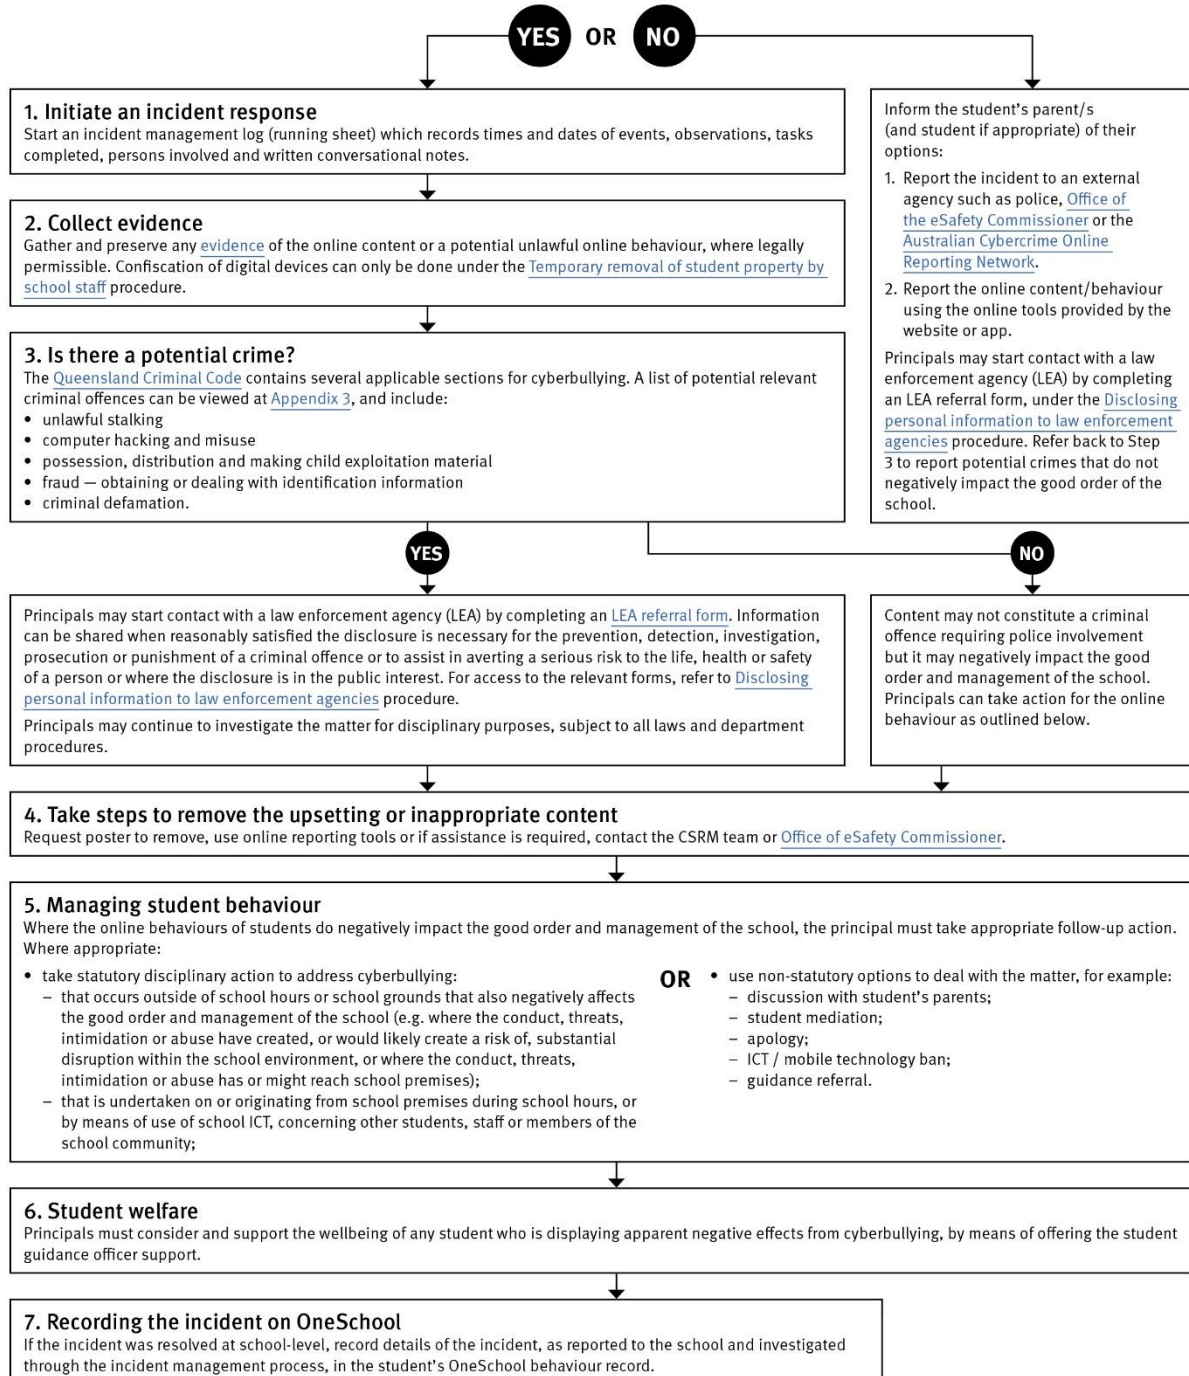 YES OR NO
1. Initiate an incident response
Start an incident management log (running sheet) which records times and dates of events, observations, tasks
completed, persons involved and written conversational notes.
2. Collect evidence
Gather and preserve any evidence of the online content or a potential unlawful online behaviour, where legally
permissible. Confiscation of digital devices can only be done under the Temporary removal of student property by
school staff procedure.
3. Is there a potential crime?
The Queensland Criminal Code contains several applicable sections for cyberbullying. A list of potential relevant
criminal offences can be viewed at Appendix 3, and include:
• unlawful stalking
• computer hacking and misuse
• possession, distribution and making child exploitation material
• fraud — obtaining or dealing with identification information
• criminal defamation.
Inform the student's parent/s
(and student if appropriate) of their
options:
1. Report the incident to an external
agency such as police, Office of
the eSafety Commissioner or the
Australian Cybercrime Online
Reporting Network.
2. Report the online content/behaviour
using the online tools provided by the
website or app.
Principals may start contact with a law
enforcement agency (LEA) by completing
an LEA referral form, under the Disclosing
personal information to law enforcement
agencies procedure. Refer back to Step
3 to report potential crimes that do not
negatively impact the good order of the
school.
YES
NO
Principals may start contact with a law enforcement agency (LEA) by completing an LEA referral form. Information
can be shared when reasonably satisfied the disclosure is necessary for the prevention, detection, investigation,
prosecution or punishment of a criminal offence or to assist in averting a serious risk to the life, health or safety
of a person or where the disclosure is in the public interest. For access to the relevant forms, refer to Disclosing
personal information to law enforcement agencies procedure.
Principals may continue to investigate the matter for disciplinary purposes, subject to all laws and department
procedures.
Content may not constitute a criminal
offence requiring police involvement
but it may negatively impact the good
order and management of the school.
Principals can take action for the online
behaviour as outlined below.
4. Take steps to remove the upsetting or inappropriate content
Request poster to remove, use online reporting tools or if assistance is required, contact the CSRM team or Office of eSafety Commissioner.
5. Managing student behaviour
Where the online behaviours of students do negatively impact the good order and management of the school, the principal must take appropriate follow-up action.
Where appropriate:
• take statutory disciplinary action to address cyberbullying:
– that occurs outside of school hours or school grounds that also negatively affects
the good order and management of the school (e.g. where the conduct, threats,
intimidation or abuse have created, or would likely create a risk of, substantial
disruption within the school environment, or where the conduct, threats,
intimidation or abuse has or might reach school premises);
– that is undertaken on or originating from school premises during school hours, or
by means of use of school ICT, concerning other students, staff or members of the
school community;
OR
• use non-statutory options to deal with the matter, for example:
– discussion with student's parents;
– student mediation;
– apology;
– ICT / mobile technology ban;
– guidance referral.
6. Student welfare
Principals must consider and support the wellbeing of any student who is displaying apparent negative effects from cyberbullying, by means of offering the student
guidance officer support.
7. Recording the incident on OneSchool
If the incident was resolved at school-level, record details of the incident, as reported to the school and investigated
through the incident management process, in the student's OneSchool behaviour record.